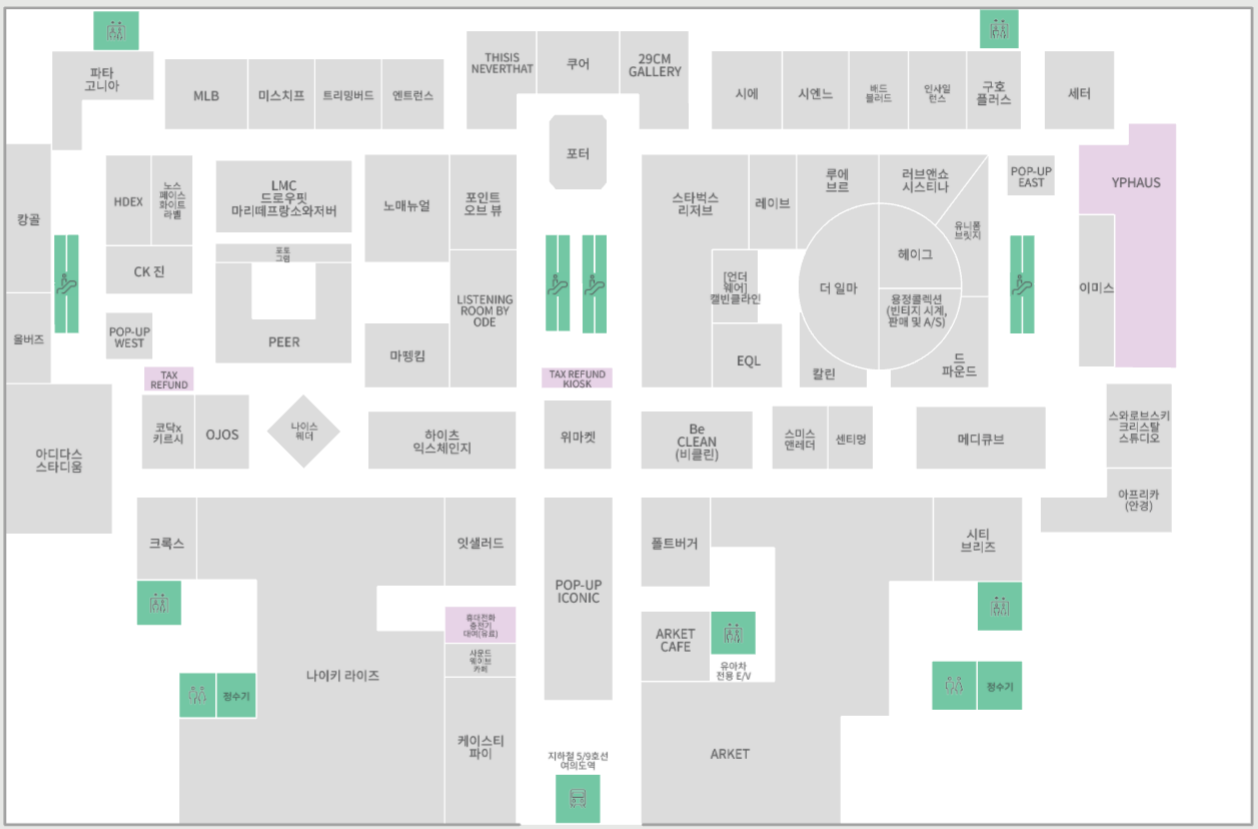 파타
고니아
MLB
미스치프
트리밍버드
엔트런스
THISIS
NEVERTHAT
쿠어
29CM
GALLERY
시에
시엔느
배드
블러드
인사일
런스
구호
플러스
세터
포터
캉골
HDEX
노스
페이스
화이트
라벨
LMC
드로우핏
마리떼프랑소와저버
노매뉴얼
포인트
오브 뷰
스타벅스
리저브
레이브
루에
브르
러브앤쇼
시스티나
유니폼
브릿지
POP-UP
EAST
YPHAUS
CK 진
포토
그램
PEER
LISTENING
ROOM BY
ODE
[언더
웨어]
캘빈클라인
더 일마
헤이그
용정콜렉션
(빈티지 시계,
판매 및 A/S)
이미스
울버즈
POP-UP
WEST
마뗑킴
EQL
칼린
드
파운드
TAX
REFUND
TAX REFUND
KIOSK
아디다스
스타디움
코닥x
키르시
OJOS
나이스
웨더
하이츠
익스체인지
위마켓
Be
CLEAN
(비클린)
스미스
앤레더
센티멍
메디큐브
스와로브스키
크리스탈
스튜디오
아프리카
(안경)
크록스
잇샐러드
POP-UP
ICONIC
폴트버거
시티
브리즈
휴대전화
충전기
대여(유료)
사운드
웨이브
카페
나이키 라이즈
ARKET
CAFE
유아차
전용 E/V
정수기
정수기
케이스티
파이
지하철 5/9호선
여의도역
ARKET